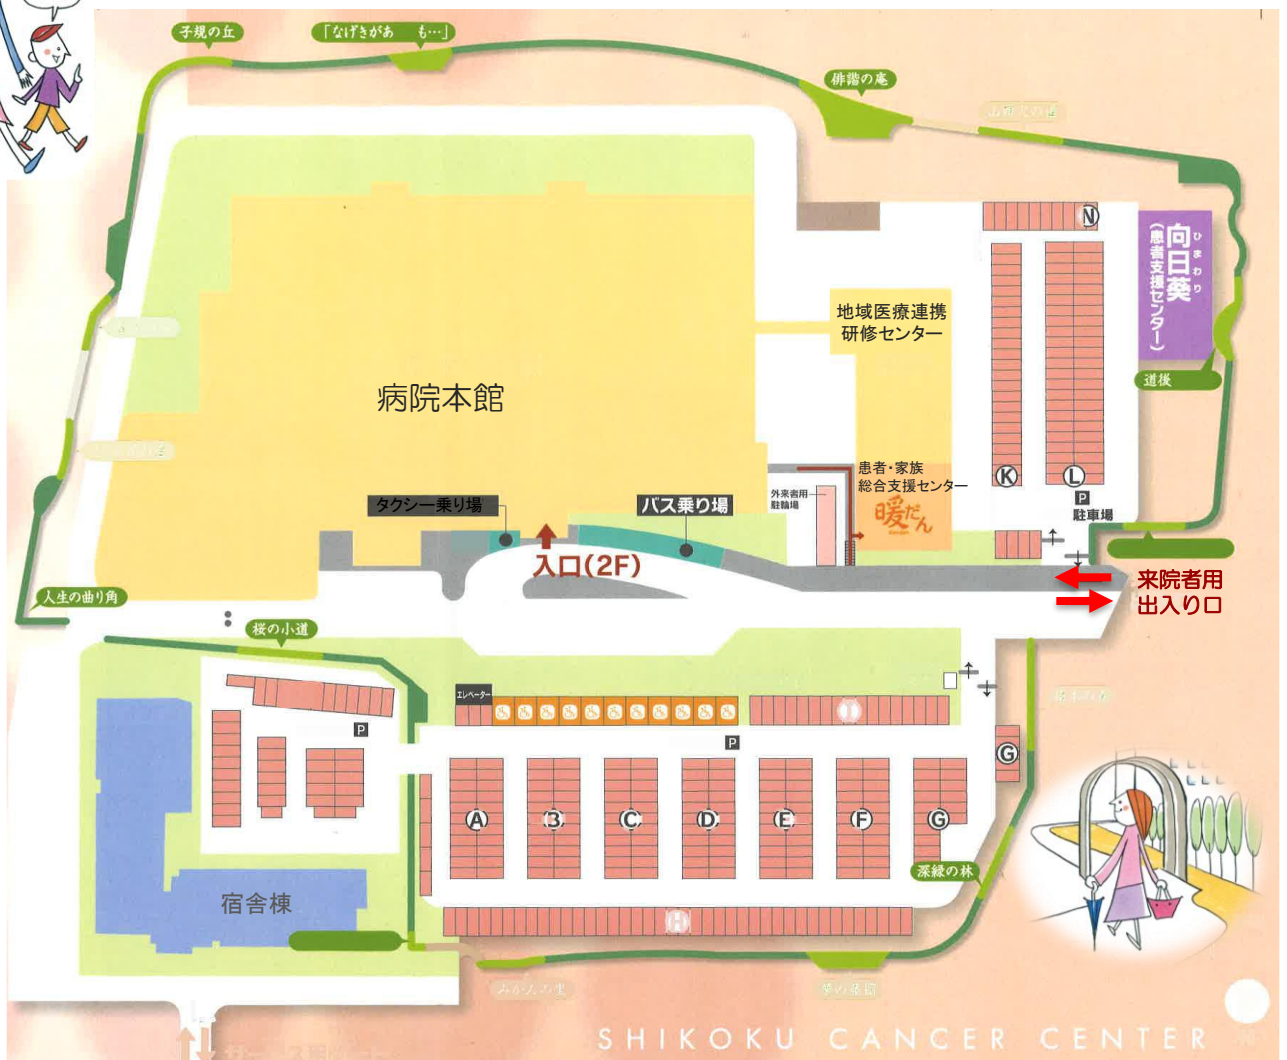 子規の丘
「なげきがあ　も…」
俳諧の庵
N
ひまわり
向日葵
(患者支援センター)
地域医療連携
研修センター
道後
病院本館
K
L
P
駐車場
患者・家族
総合支援センター
暖だん
外来者用
駐輪場
タクシー乗り場
バス乗り場
入口(2F)
来院者用
出入り口
人生の曲り角
桜の小道
エレベーター
I
P
P
G
A
B
C
D
E
F
G
深緑の林
宿舎棟
H
みかんの里
SHIKOKU CANCER CENTER